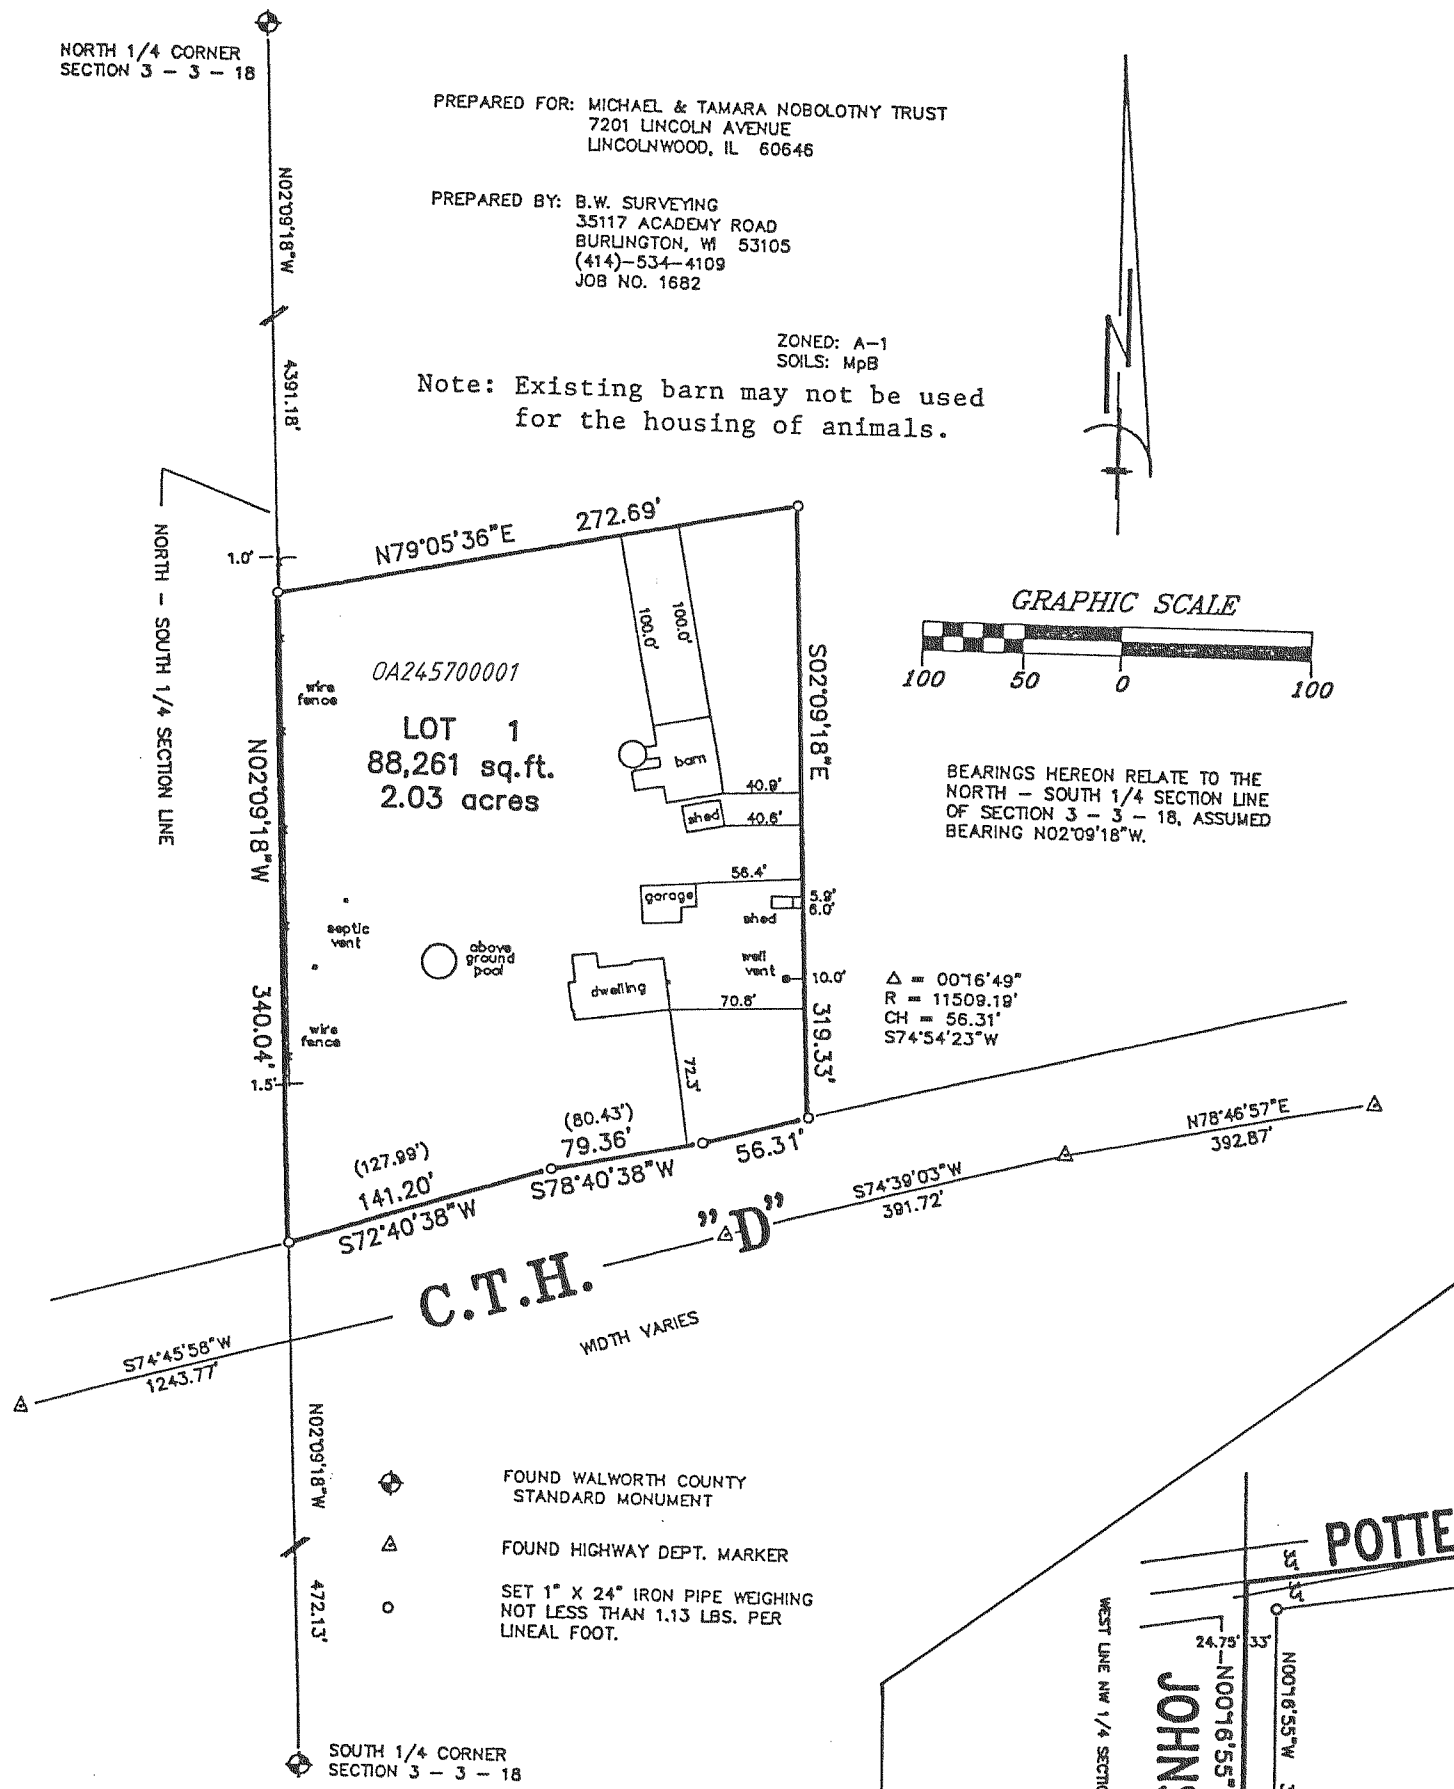 NORTH 1/4 CORNER
SECTION 3 – 3 – 18
N02°09'18"W
4391.18'
PREPARED FOR: MICHAEL & TAMARA NOBOLOTNY TRUST
7201 LINCOLN AVENUE
LINCOLNWOOD, IL 60646
PREPARED BY: B.W. SURVEYING
35117 ACADEMY ROAD
BURLINGTON, WI 53105
(414)–534–4109
JOB NO. 1682
ZONED: A–1
SOILS: MpB
Note: Existing barn may not be used
for the housing of animals.
N
NORTH – SOUTH 1/4 SECTION LINE
1.0'
N79°05'36"E
272.69'
100.0'
100.0'
GRAPHIC SCALE
100 50 0 100
S02°09'18"E
319.33'
OA245700001
LOT 1
88,261 sq.ft.
2.03 acres
wire
fence
barn
40.9'
shed
40.6'
BEARINGS HEREON RELATE TO THE
NORTH – SOUTH 1/4 SECTION LINE
OF SECTION 3 – 3 – 18, ASSUMED
BEARING N02°09'18"W.
N02°09'18"W
340.04'
56.4'
garage
5.9'
6.0'
shed
septic
vent
above
ground
pool
well
vent
10.0'
dwelling
70.8'
72.3'
Δ = 00°16'49"
R = 11509.19'
CH = 56.31'
S74°54'23"W
wire
fence
1.5'
(127.99')
141.20'
S72°40'38"W
(80.43')
79.36'
S78°40'38"W
56.31'
N78°46'57"E
392.87'
S74°39'03"W
391.72'
C.T.H. "D"
WIDTH VARIES
S74°45'58"W
1243.77'
N02°09'18"W
472.13'
FOUND WALWORTH COUNTY
STANDARD MONUMENT
FOUND HIGHWAY DEPT. MARKER
SET 1" X 24" IRON PIPE WEIGHING
NOT LESS THAN 1.13 LBS. PER
LINEAL FOOT.
SOUTH 1/4 CORNER
SECTION 3 – 3 – 18
POTTE
33'
33'
24.75' 33'
WEST LINE NW 1/4 SECTIO
JOHNS
N00°16'55"
N00°16'55"W